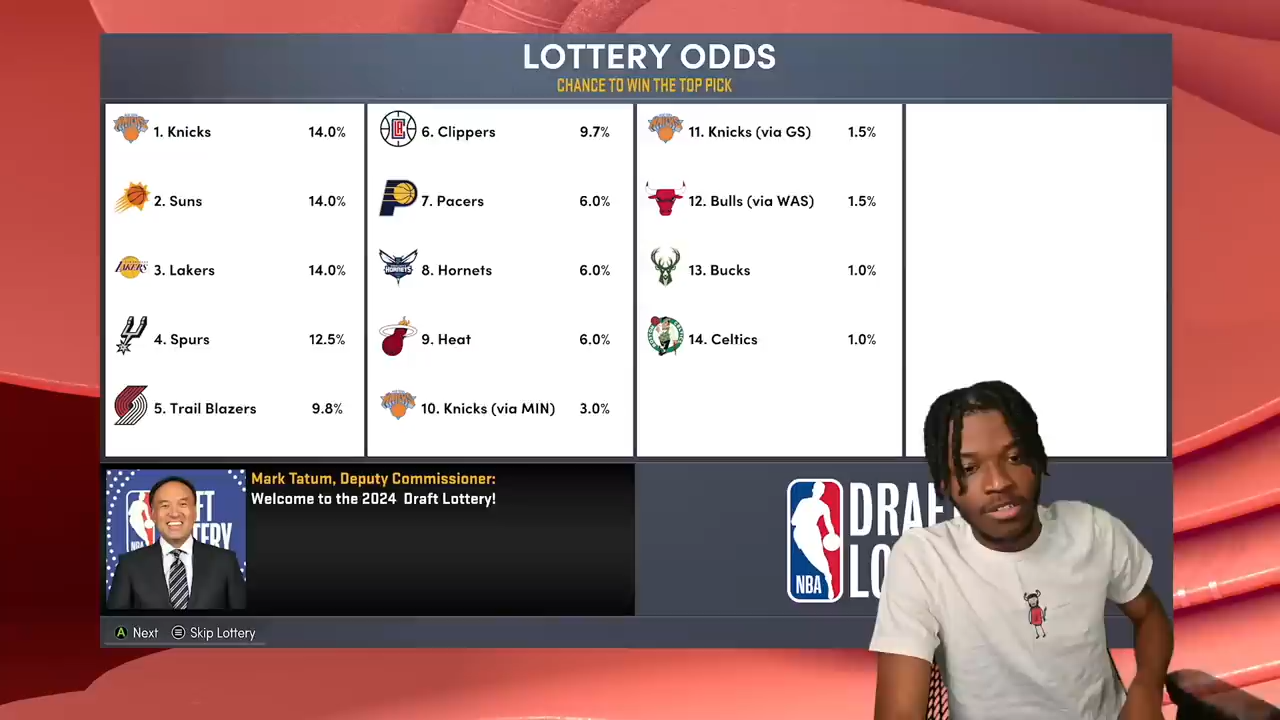 LOTTERY ODDS
CHANCE TO WIN THE TOP PICK
1. Knicks 14.0%
2. Suns 14.0%
3. Lakers 14.0%
4. Spurs 12.5%
5. Trail Blazers 9.8%
6. Clippers 9.7%
7. Pacers 6.0%
8. Hornets 6.0%
9. Heat 6.0%
10. Knicks (via MIN) 3.0%
11. Knicks (via GS) 1.5%
12. Bulls (via WAS) 1.5%
13. Bucks 1.0%
14. Celtics 1.0%
Mark Tatum, Deputy Commissioner:
Welcome to the 2024 Draft Lottery!
NBA
DRAF
LO
A Next Skip Lottery